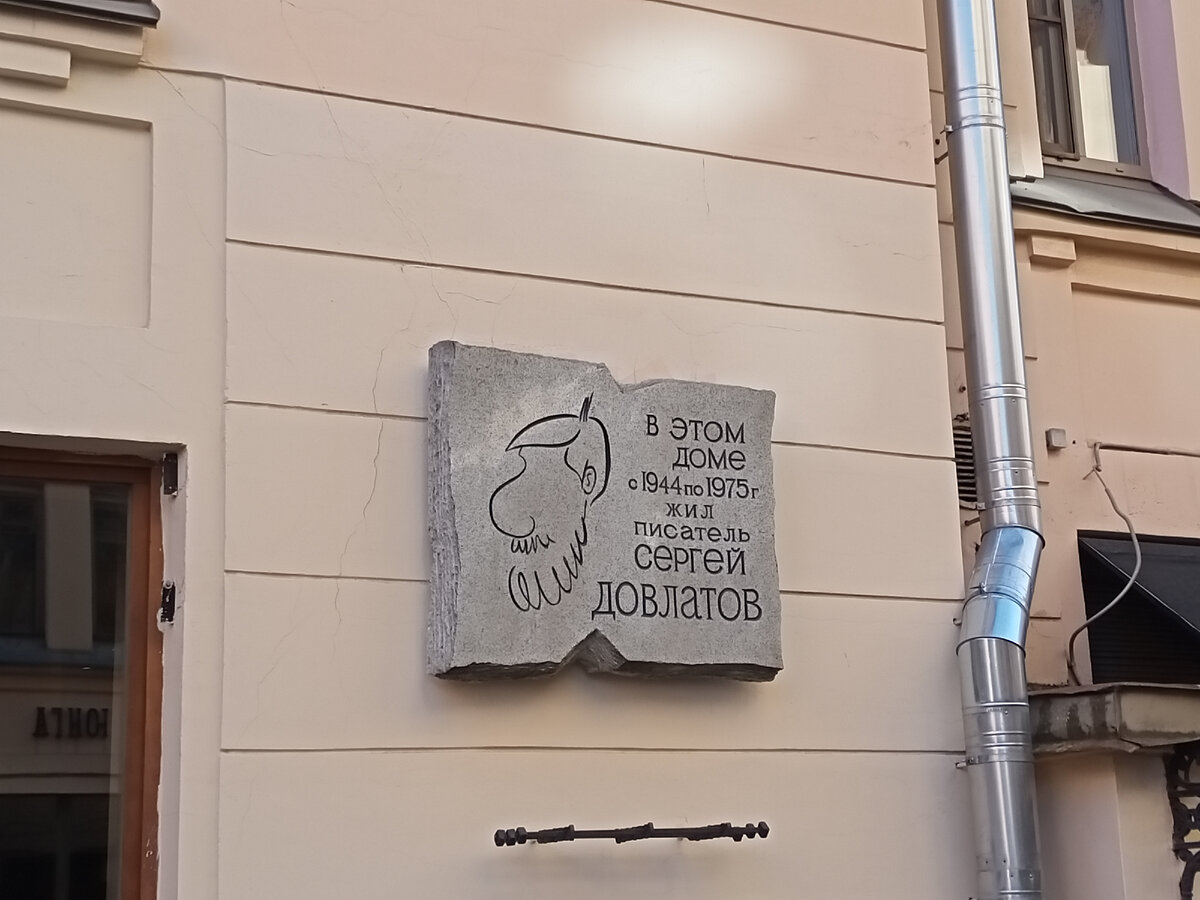 В ЭТОМ
ДОМЕ
с 1944 по 1975 г
ЖИЛ
ПИСАТЕЛЬ
СЕРГЕЙ
ДОВЛАТОВ